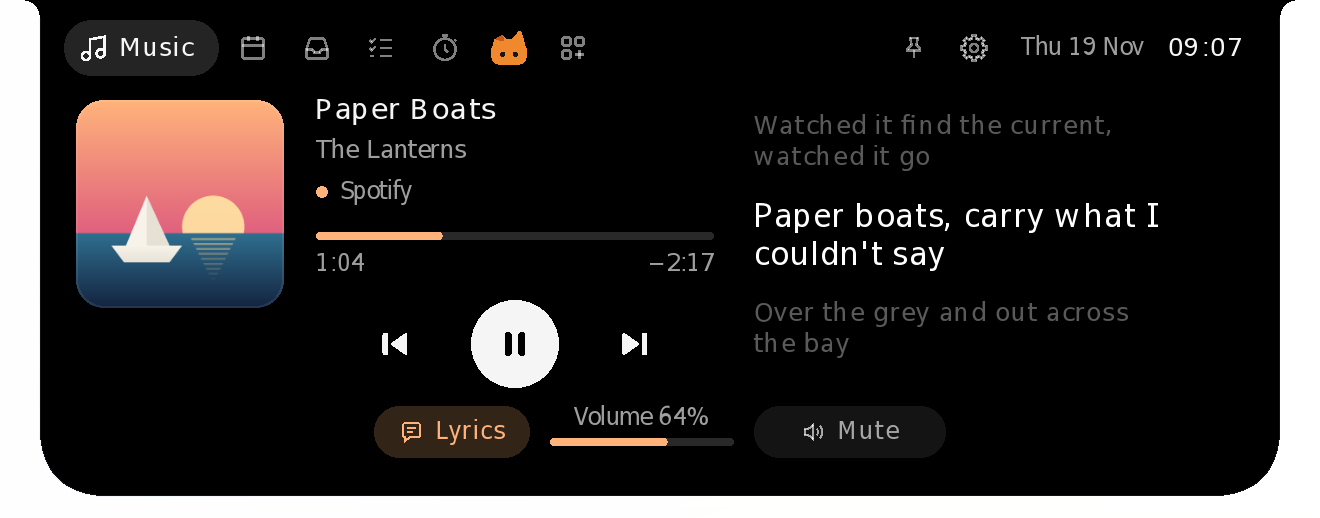 Music
Thu 19 Nov 09:07
Paper Boats
The Lanterns
Spotify
1:04 −2:17
Lyrics
Volume 64%
Watched it find the current,
watched it go
Paper boats, carry what I
couldn't say
Over the grey and out across
the bay
Mute